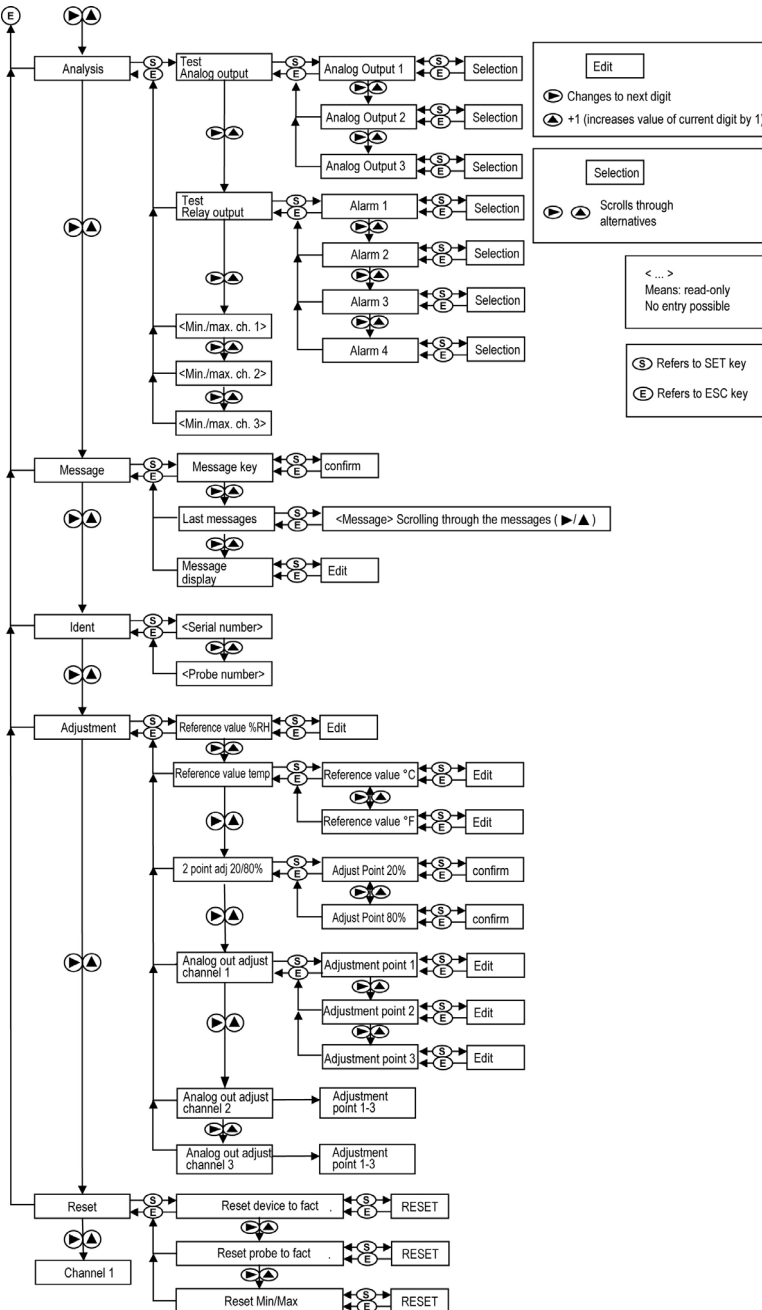 E
Analysis
S
E
Test
Analog output
S
E
Analog Output 1
S
E
Selection
Analog Output 2
S
E
Selection
Analog Output 3
S
E
Selection
Test
Relay output
S
E
Alarm 1
S
E
Selection
Alarm 2
S
E
Selection
Alarm 3
S
E
Selection
Alarm 4
S
E
Selection
<Min./max. ch. 1>
<Min./max. ch. 2>
<Min./max. ch. 3>
Edit
Changes to next digit
+1 (increases value of current digit by 1)
Selection
Scrolls through
alternatives
< ... >
Means: read-only
No entry possible
S Refers to SET key
E Refers to ESC key
Message
S
E
Message key
S
E
confirm
Last messages
S
E
<Message> Scrolling through the messages ( ▶/▲ )
Message
display
S
E
Edit
Ident
S
E
<Serial number>
<Probe number>
Adjustment
S
E
Reference value %RH
S
E
Edit
Reference value temp
S
E
Reference value °C
S
E
Edit
Reference value °F
S
E
Edit
2 point adj 20/80%
S
E
Adjust Point 20%
S
E
confirm
Adjust Point 80%
S
E
confirm
Analog out adjust
channel 1
S
E
Adjustment point 1
S
E
Edit
Adjustment point 2
S
E
Edit
Adjustment point 3
S
E
Edit
Analog out adjust
channel 2
Adjustment
point 1-3
Analog out adjust
channel 3
Adjustment
point 1-3
Reset
S
E
Reset device to fact .
S
E
RESET
Reset probe to fact .
S
E
RESET
Reset Min/Max
S
E
RESET
Channel 1